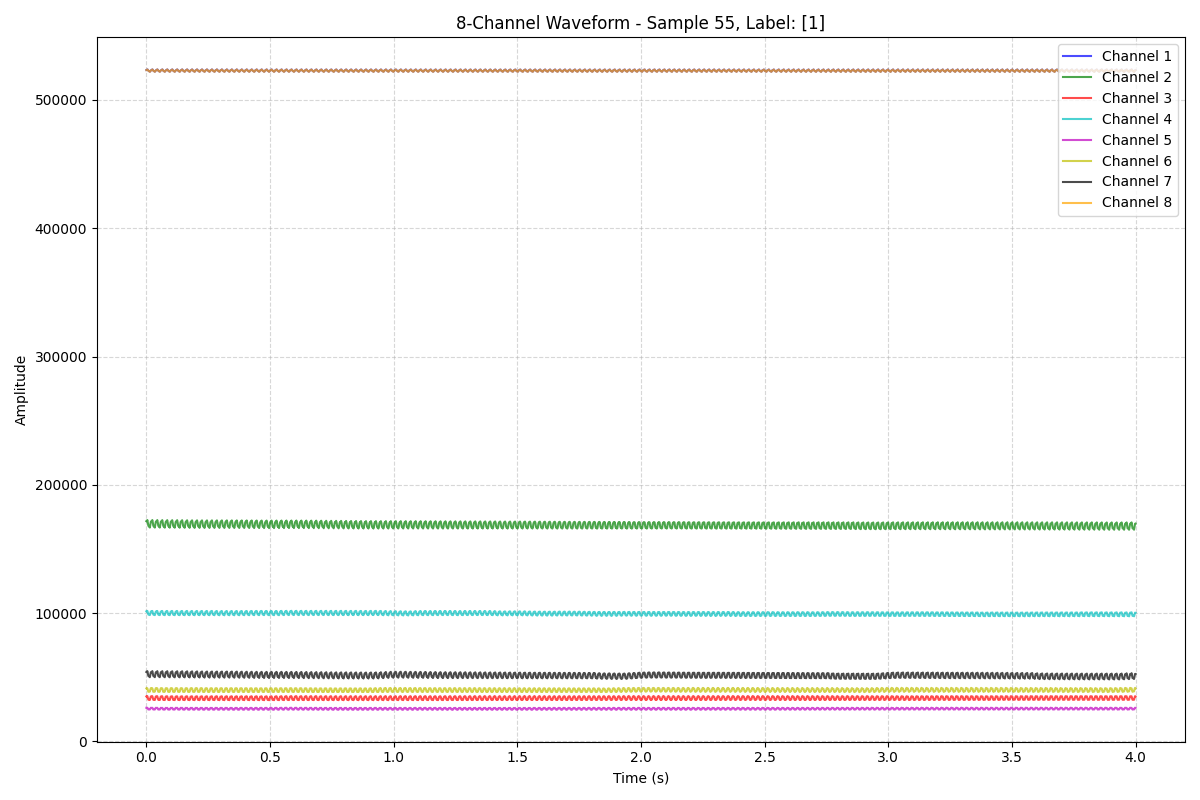 8-Channel Waveform - Sample 55, Label: [1]
Channel 1
Channel 2
Channel 3
Channel 4
Channel 5
Channel 6
Channel 7
Channel 8
500000
400000
300000
200000
100000
0
Amplitude
0.0 0.5 1.0 1.5 2.0 2.5 3.0 3.5 4.0
Time (s)